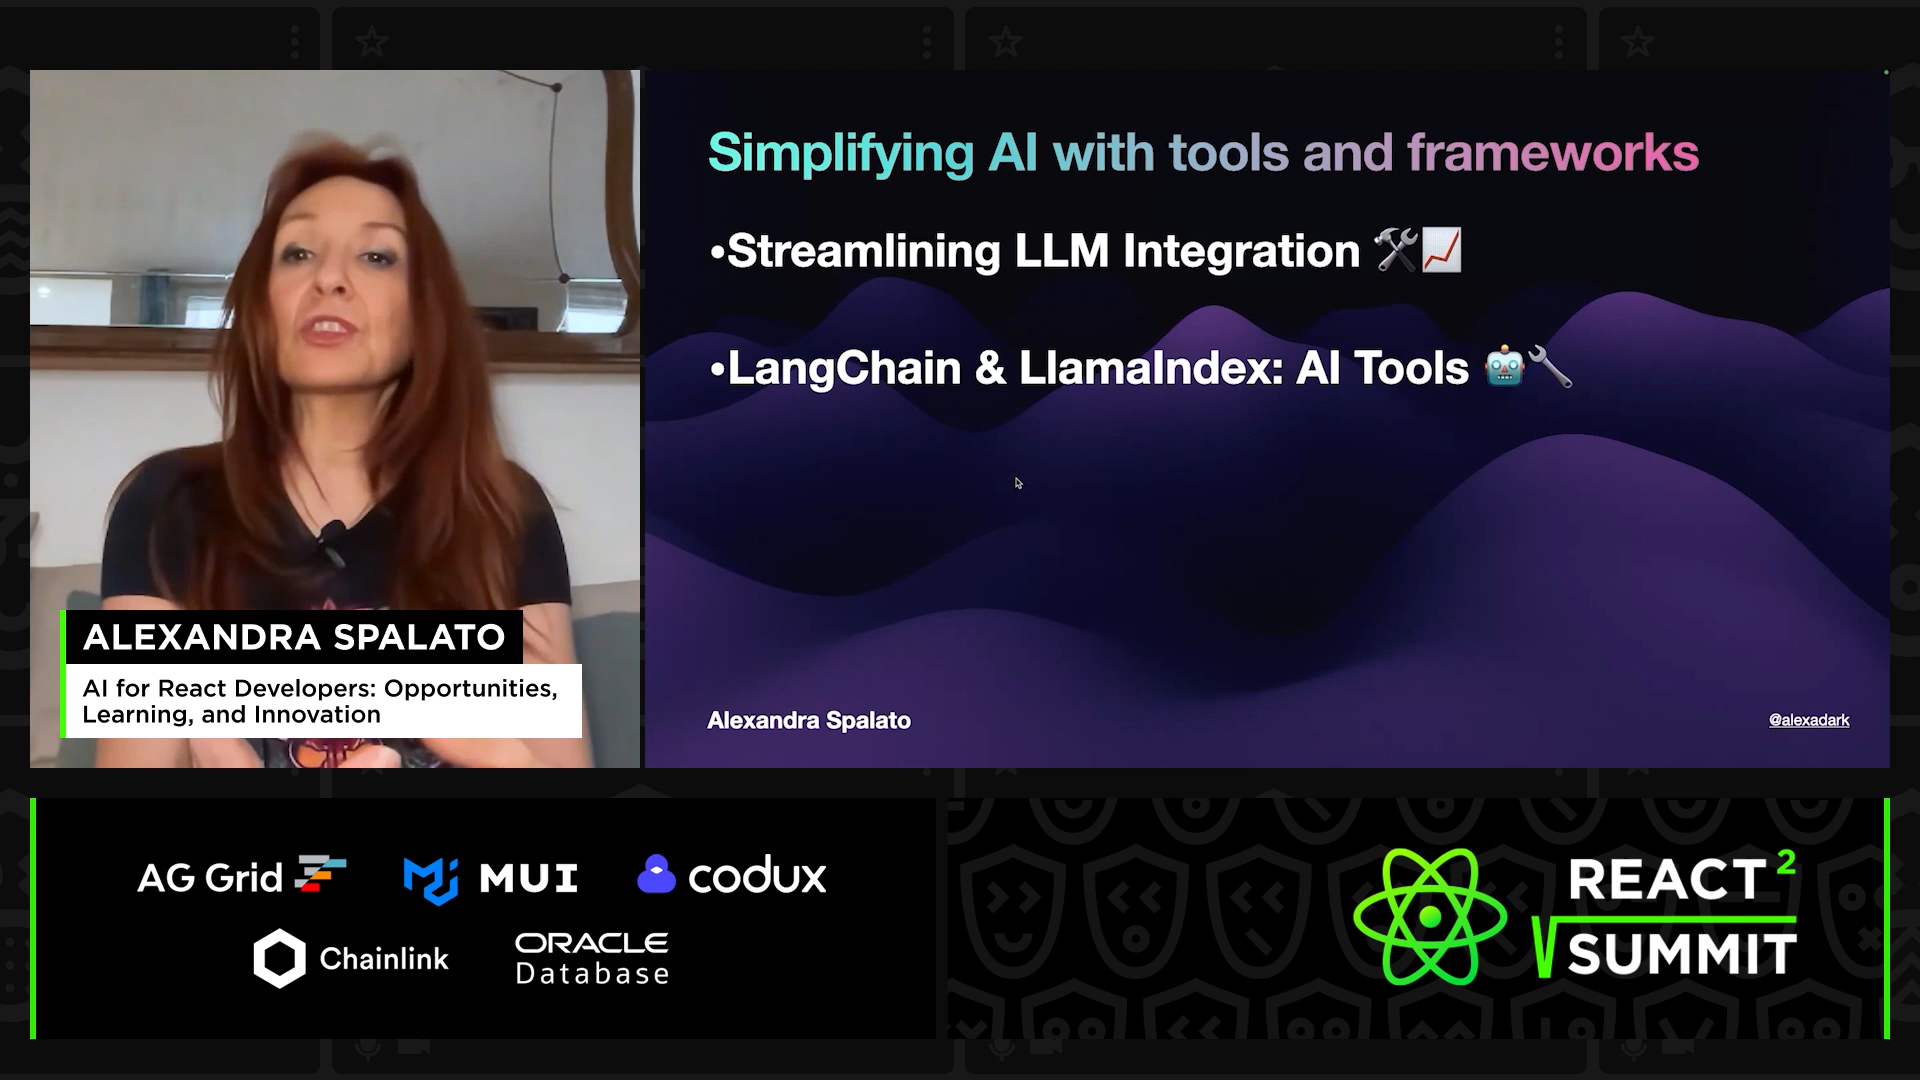 Simplifying AI with tools and frameworks
•Streamlining LLM Integration 🛠📈
•LangChain & LlamaIndex: AI Tools 🤖🔧
Alexandra Spalato
@alexadark
ALEXANDRA SPALATO
AI for React Developers: Opportunities,
Learning, and Innovation
AG Grid
MUI
codux
Chainlink
ORACLE
Database
REACT 2
SUMMIT